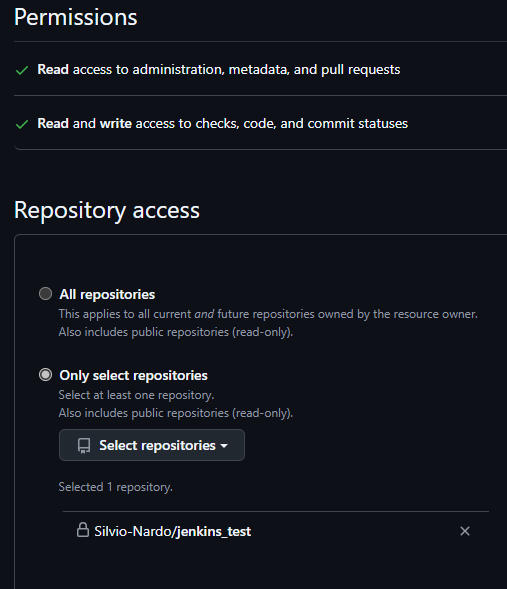 Permissions
Read access to administration, metadata, and pull requests
Read and write access to checks, code, and commit statuses
Repository access
All repositories
This applies to all current and future repositories owned by the resource owner.
Also includes public repositories (read-only).
Only select repositories
Select at least one repository.
Also includes public repositories (read-only).
Select repositories
Selected 1 repository.
Silvio-Nardo/jenkins_test